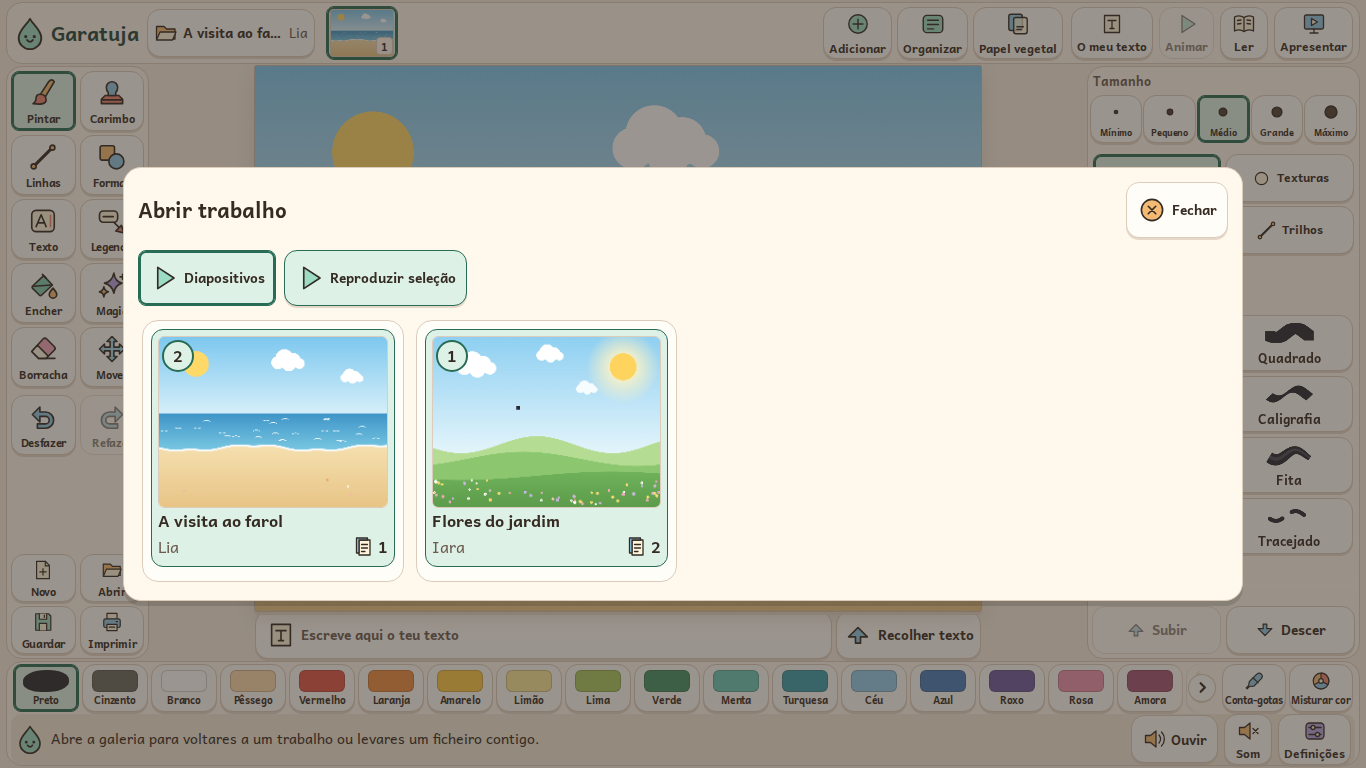 Garatuja
A visita ao fa... Lia
1
Adicionar
Organizar
Papel vegetal
O meu texto
Animar
Ler
Apresentar
Pintar
Carimbo
Linhas
Texto
Encher
Borracha
Desfazer
Novo
Abrir
Guardar
Imprimir
Tamanho
Mínimo
Pequeno
Médio
Grande
Máximo
Texturas
Trilhos
Quadrado
Caligrafia
Fita
Tracejado
Subir
Descer
Abrir trabalho
Fechar
Diapositivos
Reproduzir seleção
2
A visita ao farol
Lia
1
1
Flores do jardim
Iara
2
Escreve aqui o teu texto
Recolher texto
Preto
Cinzento
Branco
Pêssego
Vermelho
Laranja
Amarelo
Limão
Lima
Verde
Menta
Turquesa
Céu
Azul
Roxo
Rosa
Amora
Conta-gotas
Misturar cor
Abre a galeria para voltares a um trabalho ou levares um ficheiro contigo.
Ouvir
Som
Definições